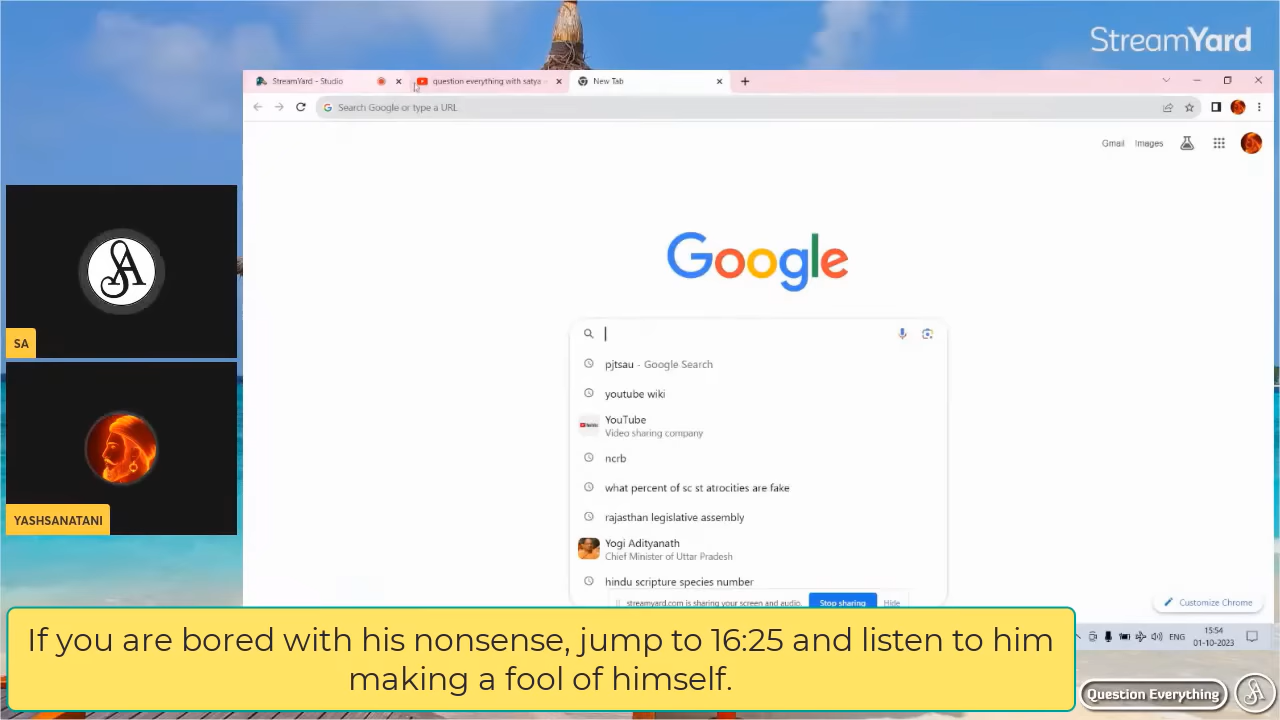 StreamYard
StreamYard - Studio
question everything with satya
New Tab
Search Google or type a URL
Gmail
Images
SA
SA
Google
pjtsau - Google Search
youtube wiki
YouTube
Video sharing company
ncrb
what percent of sc st atrocities are fake
rajasthan legislative assembly
YASHSANATANI
Yogi Adityanath
Chief Minister of Uttar Pradesh
hindu scripture species number
streamyard.com is sharing your screen and audio.
Stop sharing
Hide
Customize Chrome
ENG
15:54
01-10-2023
If you are bored with his nonsense, jump to 16:25 and listen to him
making a fool of himself.
Question Everything
SA